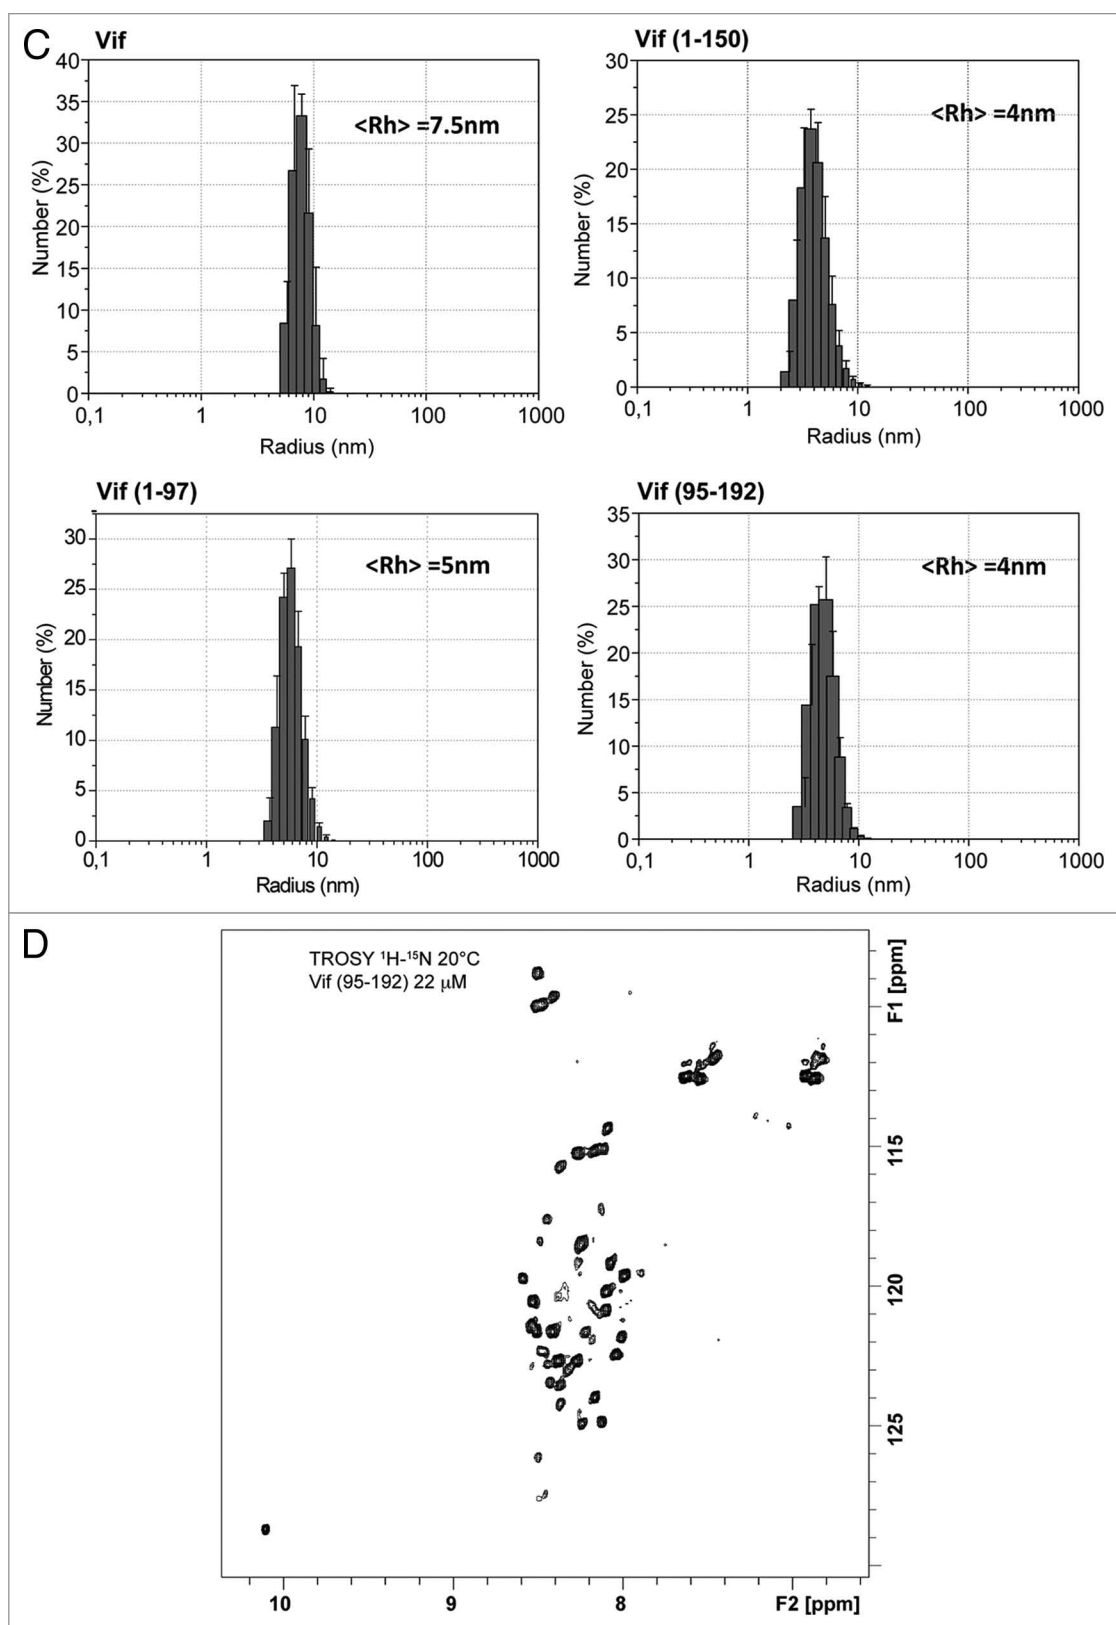 C
Vif
Vif (1-150)
40
35
30
25
20
15
10
5
0
Number (%)
<Rh> =7.5nm
0,1 1 10 100 1000
Radius (nm)
30
25
20
15
10
5
0
Number (%)
<Rh> =4nm
0,1 1 10 100 1000
Radius (nm)
Vif (1-97)
Vif (95-192)
30
25
20
15
10
5
0
Number (%)
<Rh> =5nm
0,1 1 10 100 1000
Radius (nm)
35
30
25
20
15
10
5
0
Number (%)
<Rh> =4nm
0,1 1 10 100 1000
Radius (nm)
D
TROSY ¹H-¹⁵N 20°C
Vif (95-192) 22 µM
F1 [ppm]
115
120
125
10 9 8 F2 [ppm]